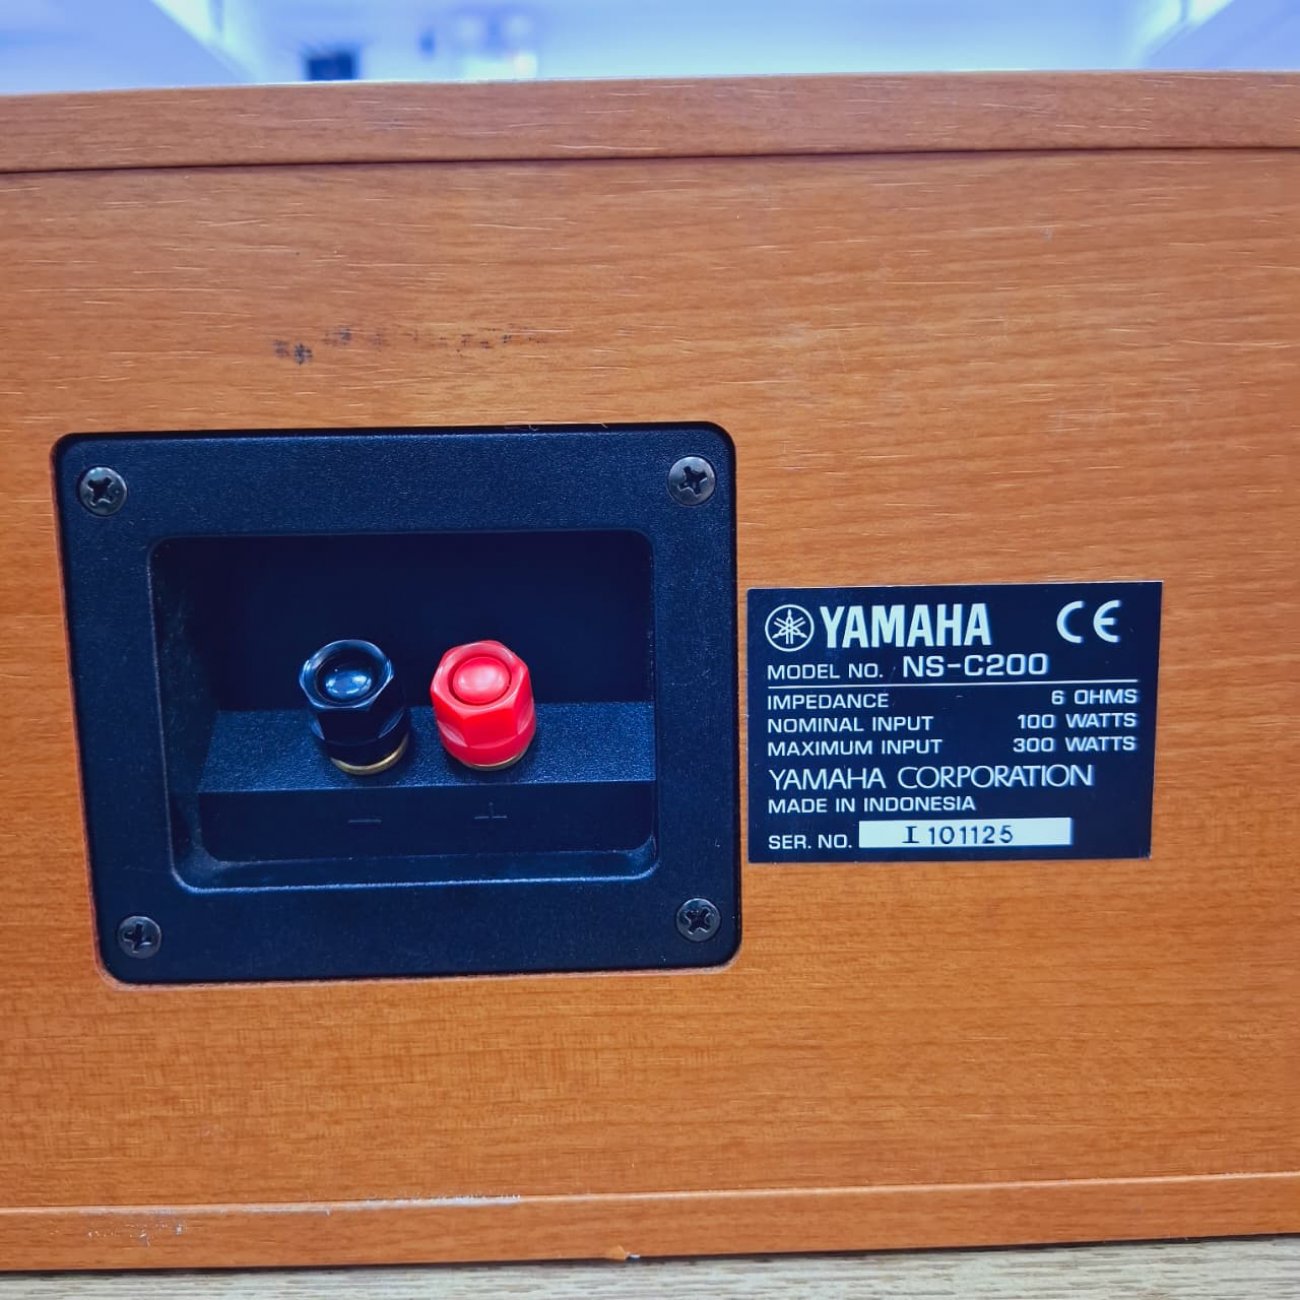 YAMAHA CE
MODEL NO. NS-C200
IMPEDANCE 6 OHMS
NOMINAL INPUT 100 WATTS
MAXIMUM INPUT 300 WATTS
YAMAHA CORPORATION
MADE IN INDONESIA
SER. NO. I 101125
− +